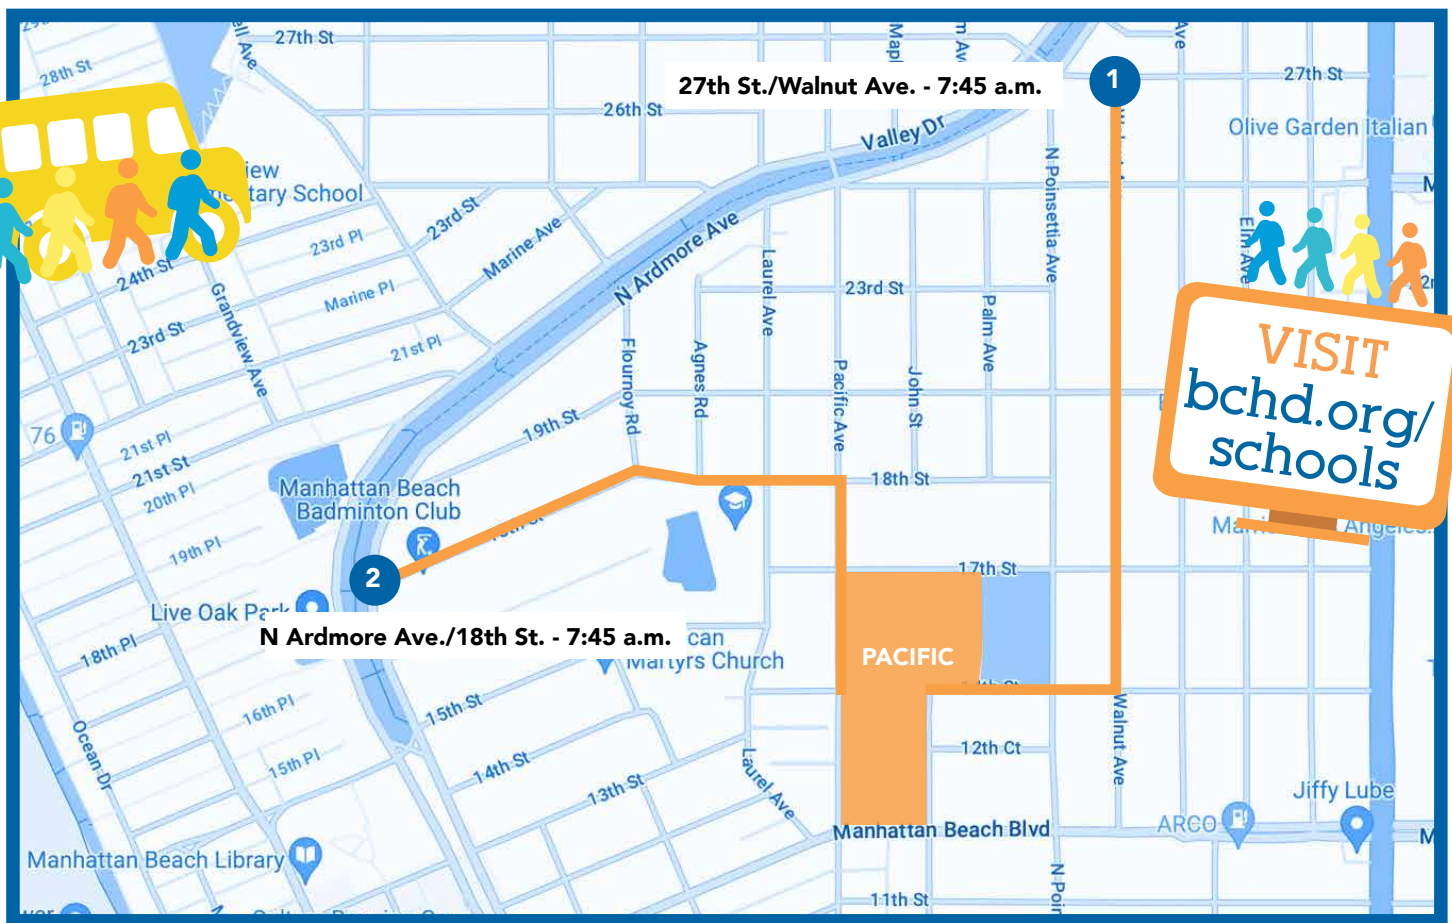 27th St
28th St
27th St./Walnut Ave. - 7:45 a.m.
1
27th St
26th St
Valley Dr
Olive Garden Italian
23rd St
23rd Pl
Marine Ave
N Ardmore Ave
N Poinsettia Ave
24th St
Grandview Ave
Marine Pl
Laurel Ave
23rd St
Palm Ave
Elm Ave
23rd St
21st Pl
Flournoy Rd
Agnes Rd
Pacific Ave
John St
VISIT
bchd.org/
schools
76
21st Pl
21st St
20th Pl
19th St
Manhattan Beach
Badminton Club
18th St
19th Pl
2
17th St
Live Oak Park
N Ardmore Ave./18th St. - 7:45 a.m.
18th Pl
Martyrs Church
PACIFIC
16th Pl
15th St
Ocean Dr
15th Pl
14th St
13th St
Laurel Ave
12th Ct
Walnut Ave
Jiffy Lube
ARCO
Manhattan Beach Blvd
Manhattan Beach Library
11th St